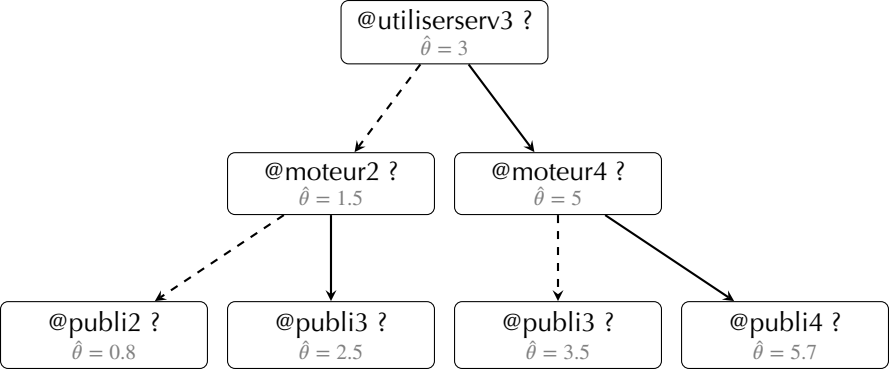 @utiliserserv3 ?
θ̂ = 3
@moteur2 ?
θ̂ = 1.5
@moteur4 ?
θ̂ = 5
@publi2 ?
θ̂ = 0.8
@publi3 ?
θ̂ = 2.5
@publi3 ?
θ̂ = 3.5
@publi4 ?
θ̂ = 5.7